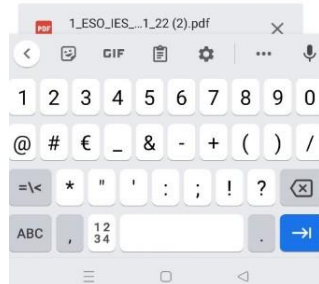 PDF 1_ESO_IES_...1_22 (2).pdf
GIF
1 2 3 4 5 6 7 8 9 0
@ # € _ & - + ( ) /
=\< * " ' : ; ! ?
ABC , 12 34 .